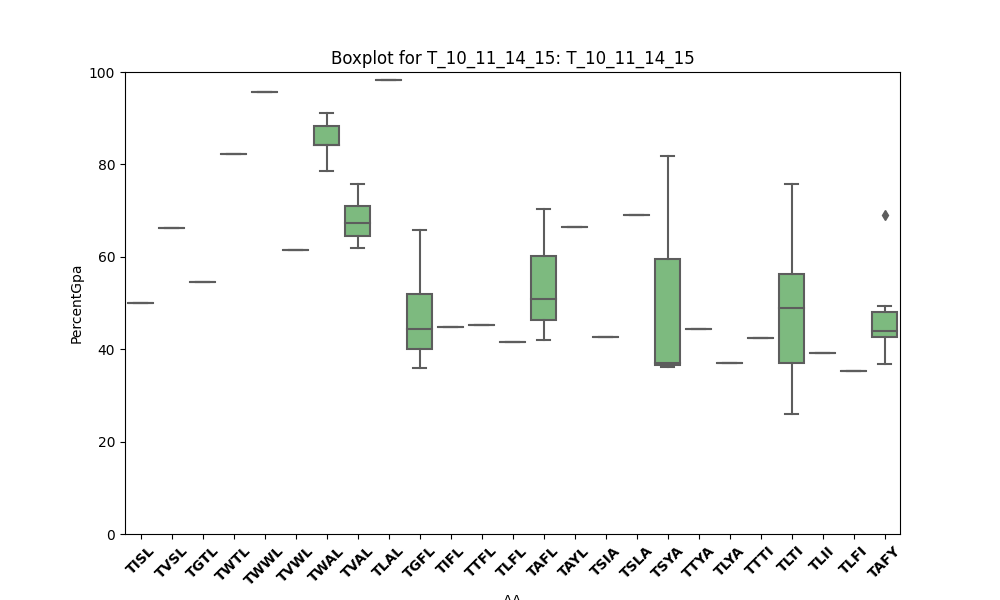 Boxplot for T_10_11_14_15: T_10_11_14_15
PercentGpa
100
80
60
40
20
0
TISL TVSL TGTL TWTL TWWL TVWL TWAL TVAL TLAL TGFL TIFL TTFL TLFL TAFL TAYL TSIA TSLA TSYA TTYA TLYA TTTI TLTI TLII TLFI TAFY
AA